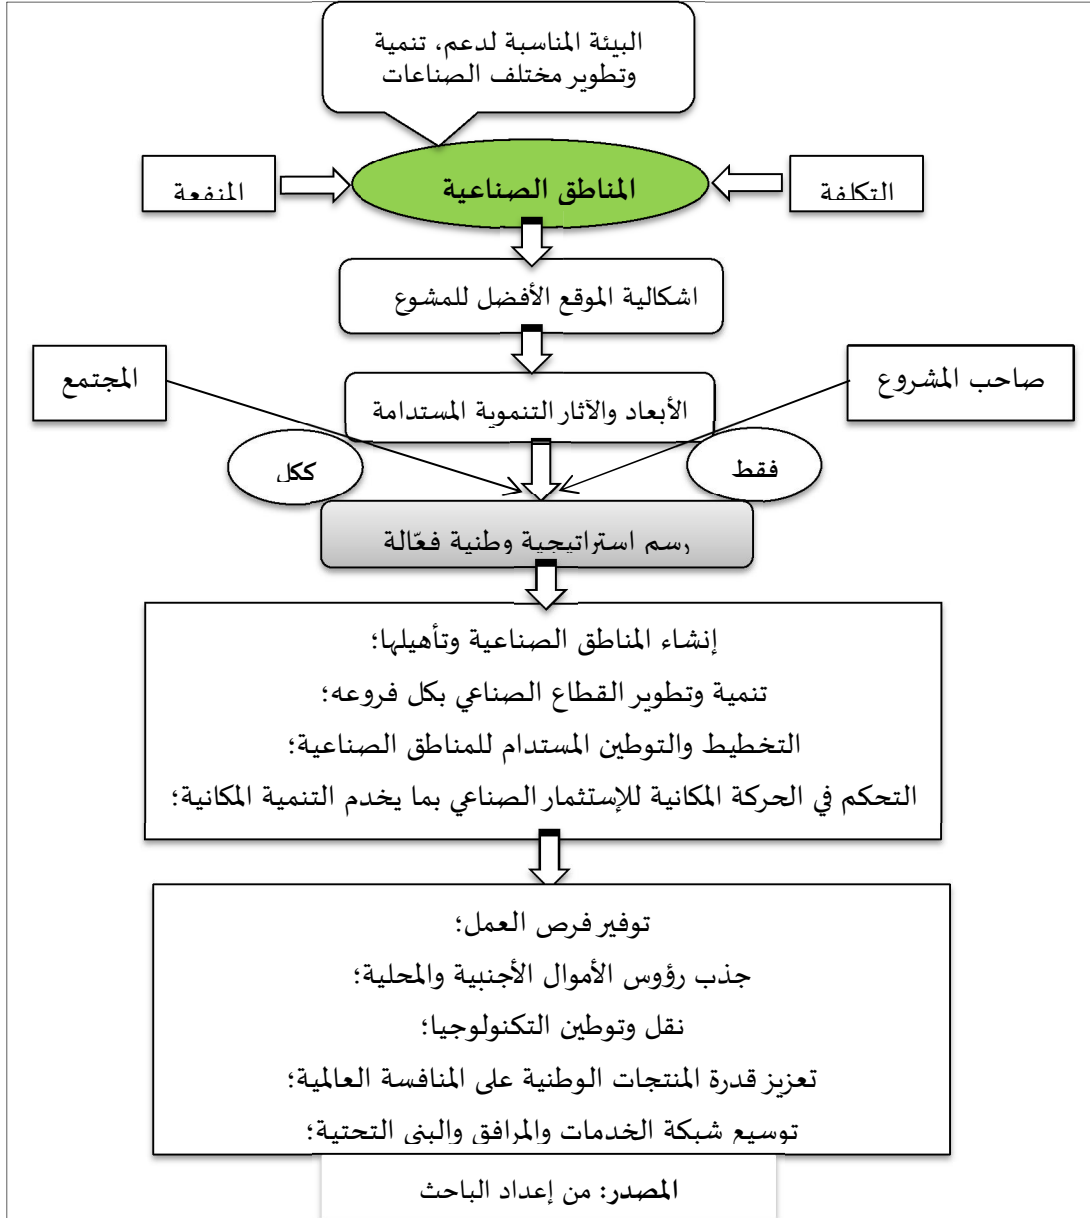 البيئة المناسبة لدعم، تنمية
وتطوير مختلف الصناعات
التكلفة
المناطق الصناعية
المنفعة
اشكالية الموقع الأفضل للمشوع
صاحب المشروع
المجتمع
الأبعاد والآثار التنموية المستدامة
فقط
ككل
رسم استراتيجية وطنية فعّالة
إنشاء المناطق الصناعية وتأهيلها؛
تنمية وتطوير القطاع الصناعي بكل فروعه؛
التخطيط والتوطين المستدام للمناطق الصناعية؛
التحكم في الحركة المكانية للإستثمار الصناعي بما يخدم التنمية المكانية؛
توفير فرص العمل؛
جذب رؤوس الأموال الأجنبية والمحلية؛
نقل وتوطين التكنولوجيا؛
تعزيز قدرة المنتجات الوطنية على المنافسة العالمية؛
توسيع شبكة الخدمات والمرافق والبنى التحتية؛
المصدر: من إعداد الباحث